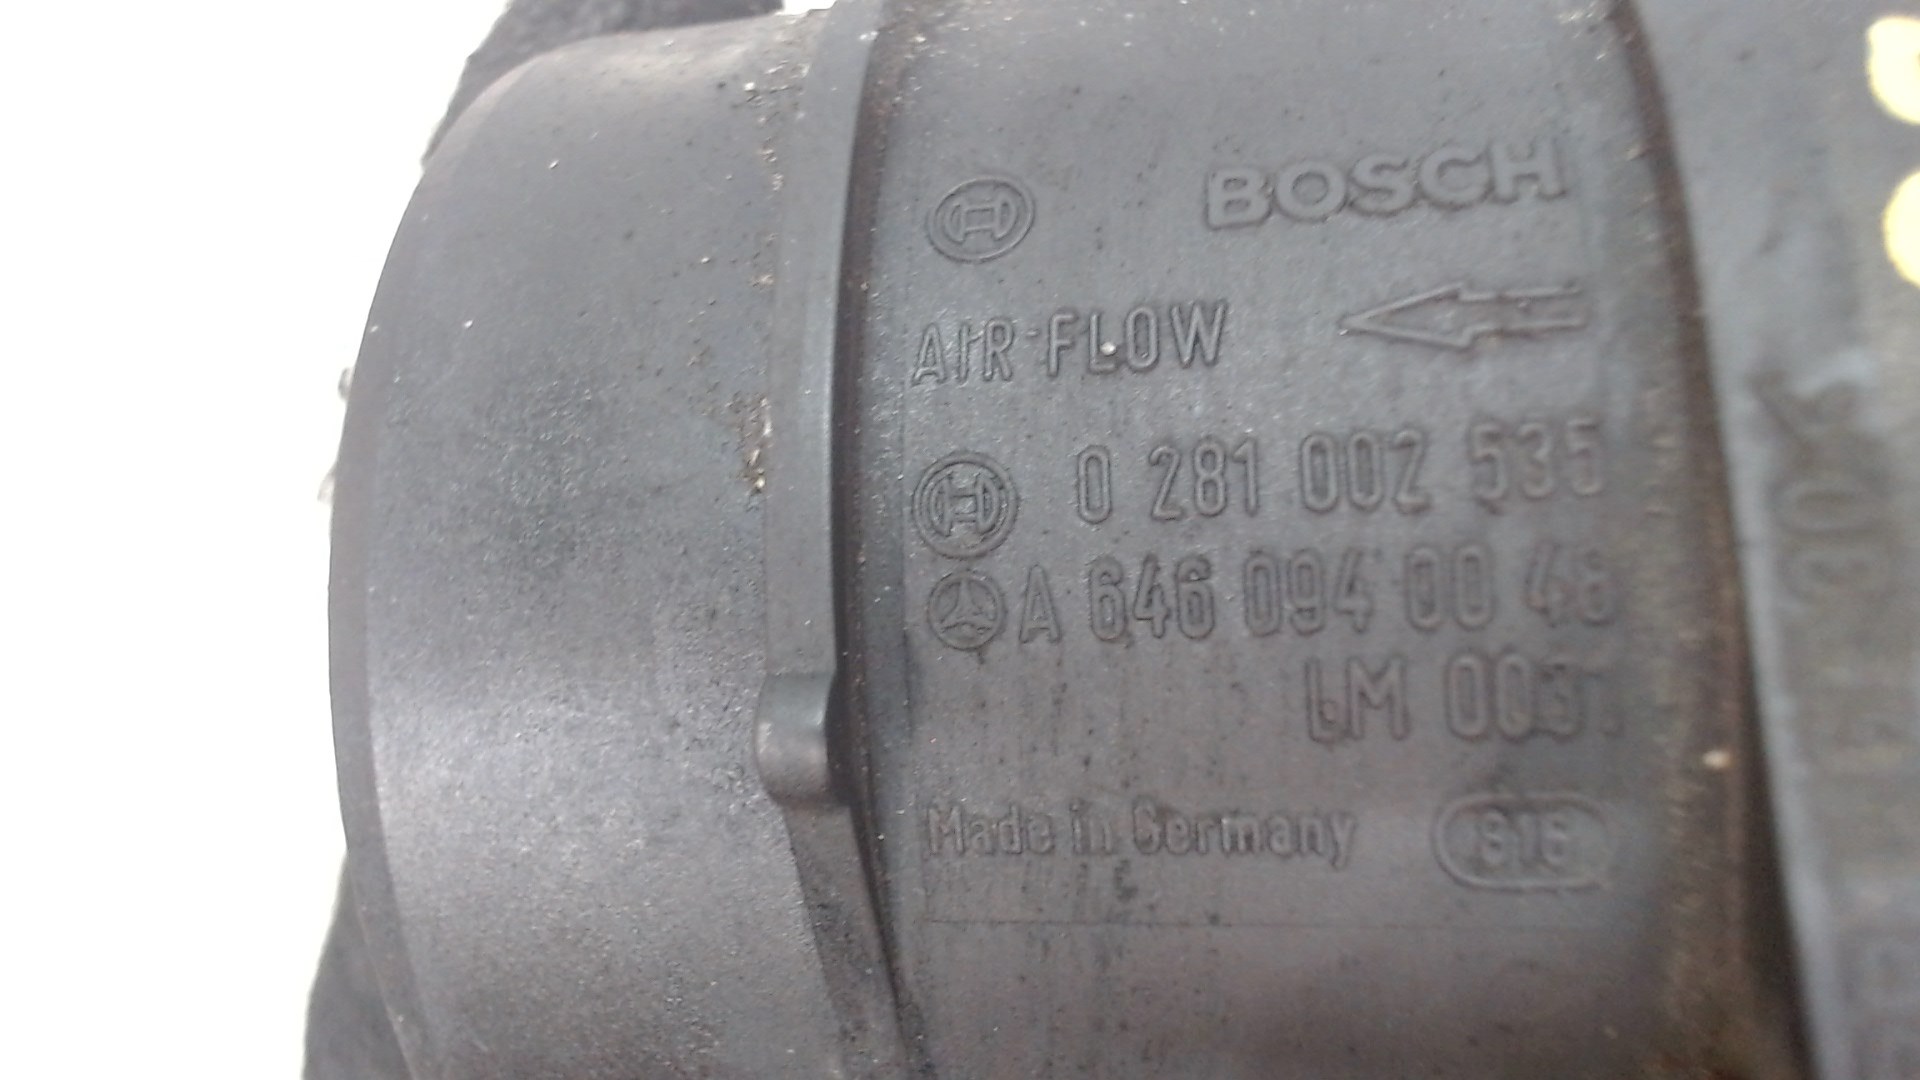 BOSCH
AIR FLOW
0 281 002 535
A 646 094 00 48
LM 003
Made in Germany